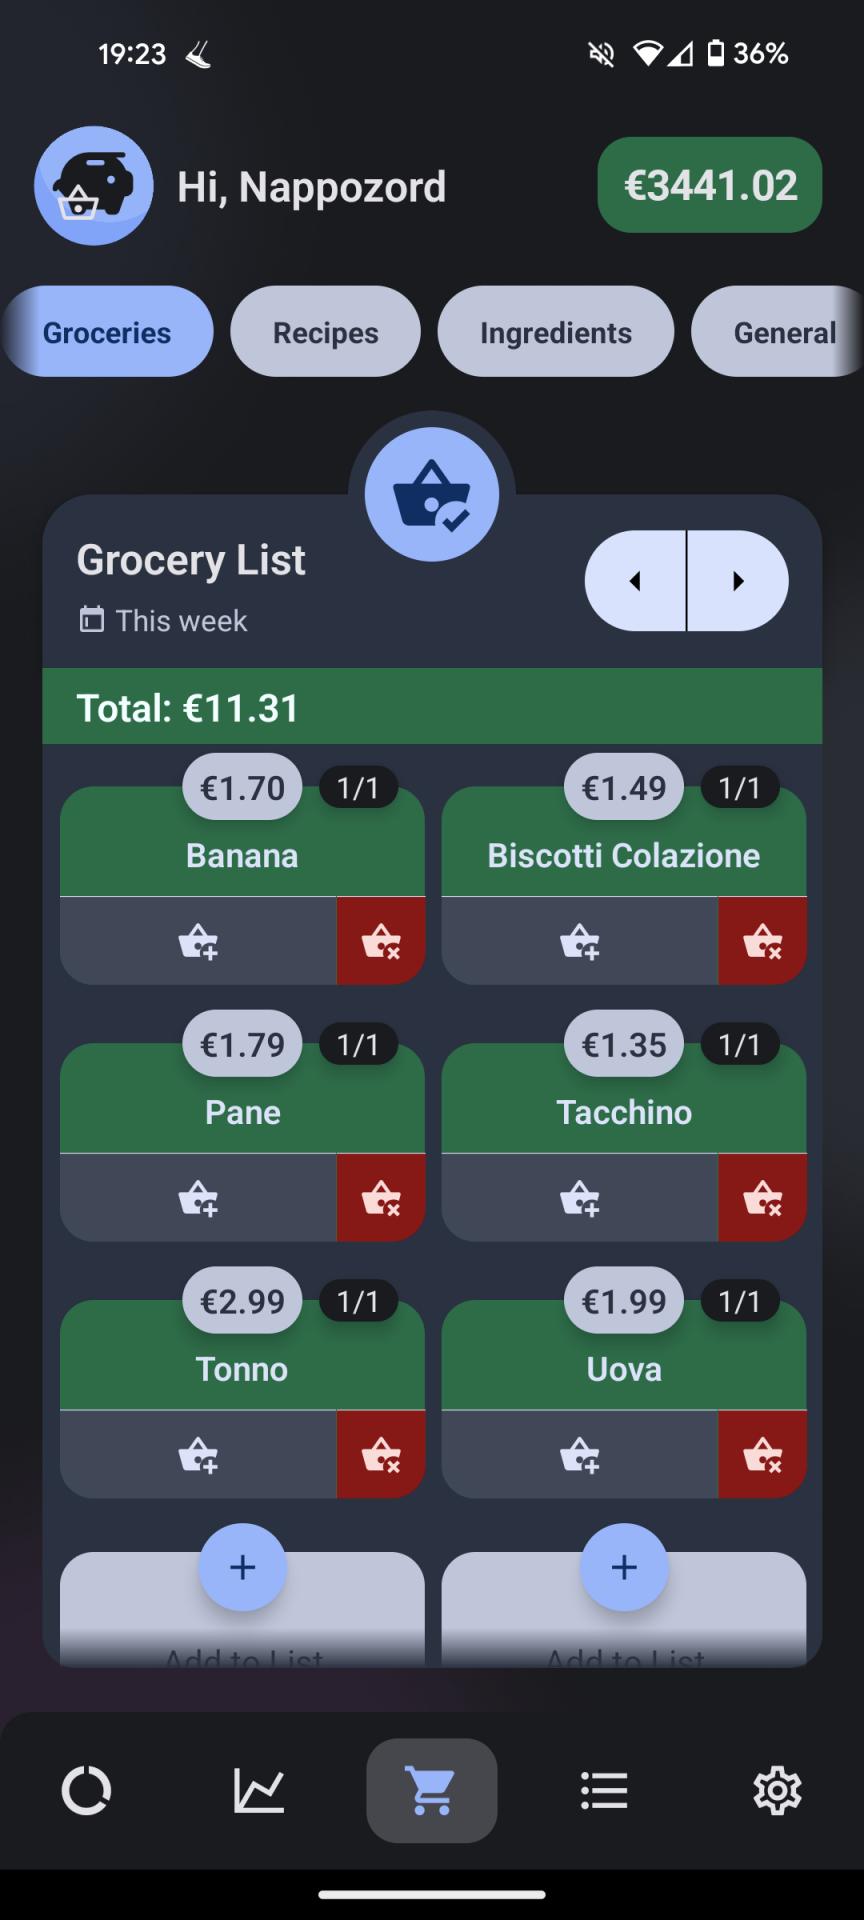 19:23
36%
Hi, Nappozord
€3441.02
Groceries
Recipes
Ingredients
General
Grocery List
This week
Total: €11.31
€1.70
1/1
Banana
€1.49
1/1
Biscotti Colazione
€1.79
1/1
Pane
€1.35
1/1
Tacchino
€2.99
1/1
Tonno
€1.99
1/1
Uova
Add to List
Add to List